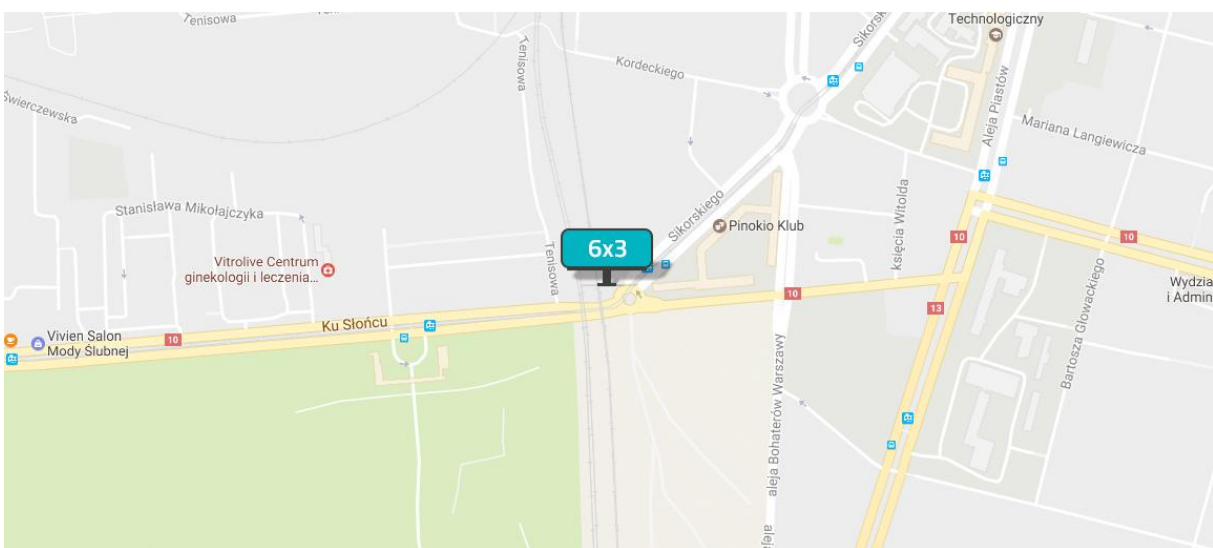 Tenisowa
Technologiczny
Sikorsk
Tenisowa
Kordeckiego
Świerczewska
Aleja Piastów
Mariana Langiewicza
Stanisława Mikołajczyka
księcia Witolda
Sikorskiego
Pinokio Klub
10
10
6x3
Tenisowa
Vitrolive Centrum
ginekologii i leczenia...
Wydzia
i Admin
10
13
Bartosza Głowackiego
Ku Słońcu
10
Vivien Salon
Mody Ślubnej
aleja Bohaterów Warszawy
aleja